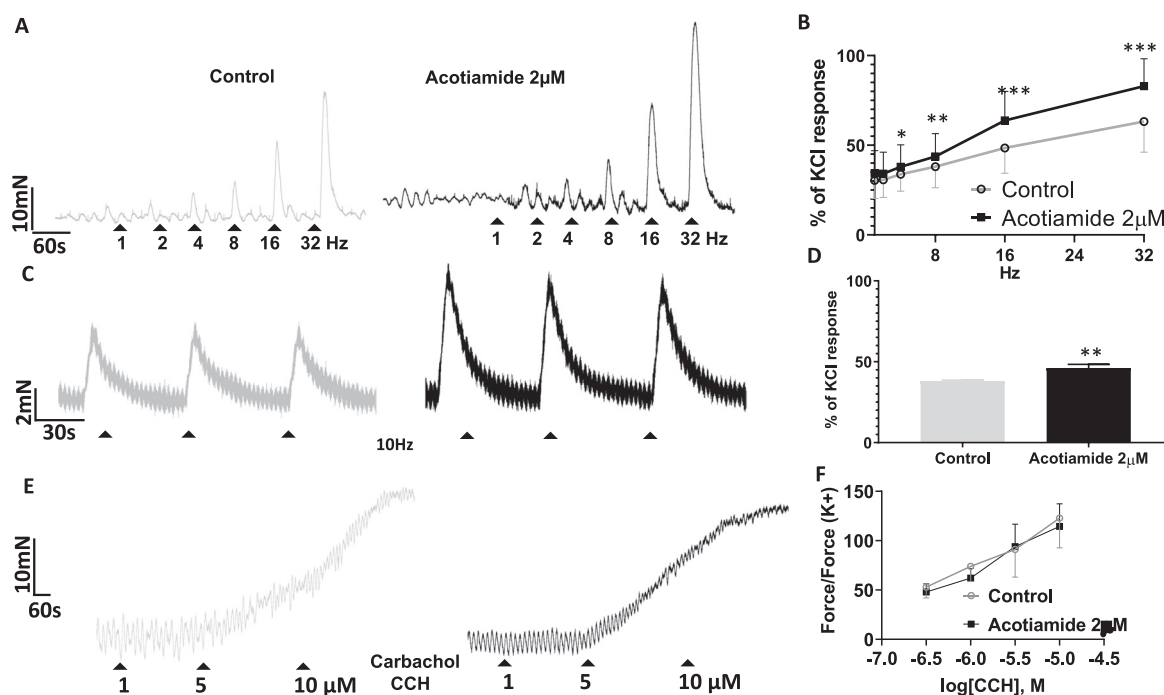 A
Control
Acotiamide 2µM
10mN
60s
1 2 4 8 16 32 Hz
1 2 4 8 16 32 Hz
B
% of KCl response
100
50
0
***
***
**
*
Control
Acotiamide 2µM
8 16 24 32
Hz
C
2mN
30s
10Hz
D
% of KCl response
100
50
0
**
Control
Acotiamide 2µM
E
10mN
60s
Carbachol
CCH
1 5 10 µM
1 5 10 µM
F
Force/Force (K+)
150
100
50
0
Control
Acotiamide 2 M
-7.0 -6.5 -6.0 -5.5 -5.0 -4.5
log[CCH], M